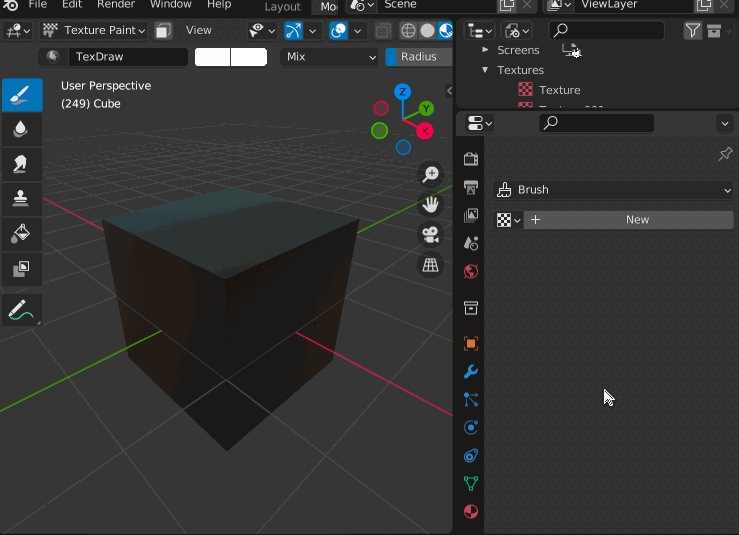 File Edit Render Window Help Layout Mo Scene ViewLayer
Texture Paint View
TexDraw Mix Radius
User Perspective
(249) Cube
Z
Y
X
Screens
Textures
Texture
Brush
+ New